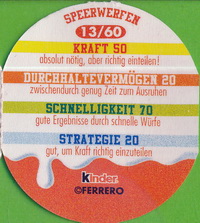 SPEERWERFEN
13/60
KRAFT 50
absolut nötig, aber richtig einteilen!
DURCHHALTEVERMÖGEN 20
zwischendurch genug Zeit zum Ausruhen
SCHNELLIGKEIT 70
gute Ergebnisse durch schnelle Würfe
STRATEGIE 20
gut, um Kraft richtig einzuteilen
Kinder
©FERRERO